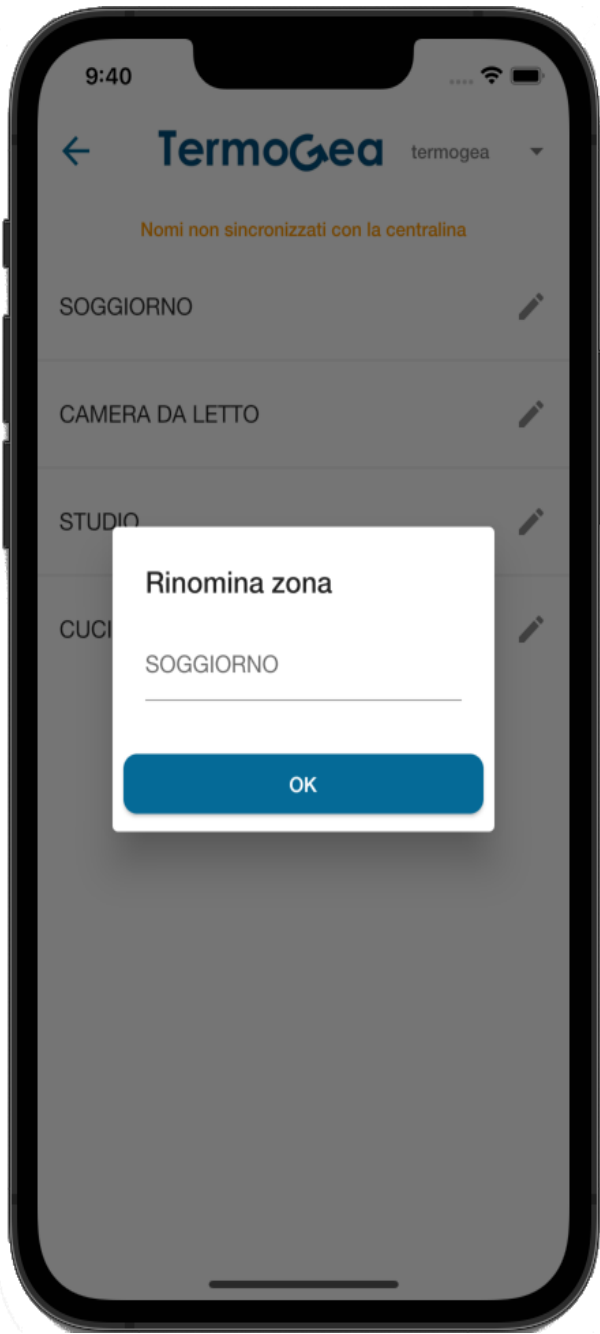 9:40
TermoGea termogea
Nomi non sincronizzati con la centralina
SOGGIORNO
CAMERA DA LETTO
STUDIO
CUCI
Rinomina zona
SOGGIORNO
OK